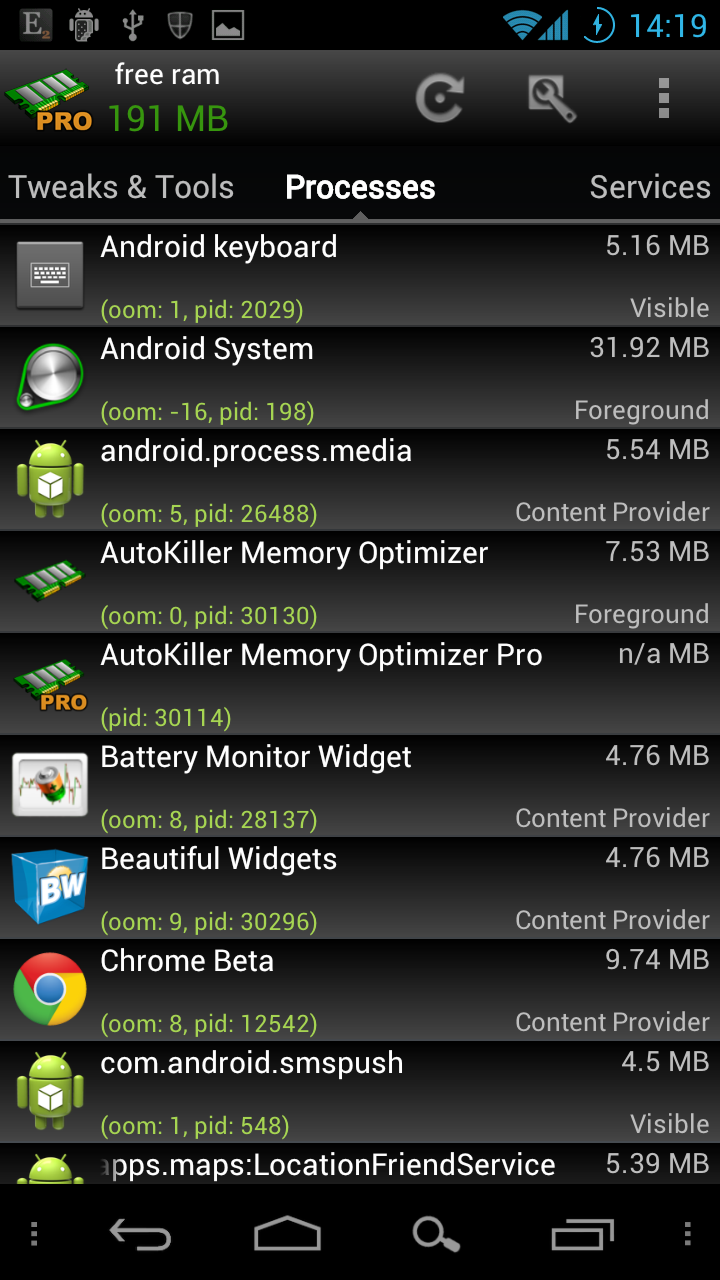 E2
14:19
free ram
PRO 191 MB
Tweaks & Tools Processes Services
Android keyboard 5.16 MB
(oom: 1, pid: 2029) Visible
Android System 31.92 MB
(oom: -16, pid: 198) Foreground
android.process.media 5.54 MB
(oom: 5, pid: 26488) Content Provider
AutoKiller Memory Optimizer 7.53 MB
(oom: 0, pid: 30130) Foreground
AutoKiller Memory Optimizer Pro n/a MB
PRO
(pid: 30114)
Battery Monitor Widget 4.76 MB
(oom: 8, pid: 28137) Content Provider
Beautiful Widgets 4.76 MB
BW
(oom: 9, pid: 30296) Content Provider
Chrome Beta 9.74 MB
(oom: 8, pid: 12542) Content Provider
com.android.smspush 4.5 MB
(oom: 1, pid: 548) Visible
apps.maps:LocationFriendService 5.39 MB